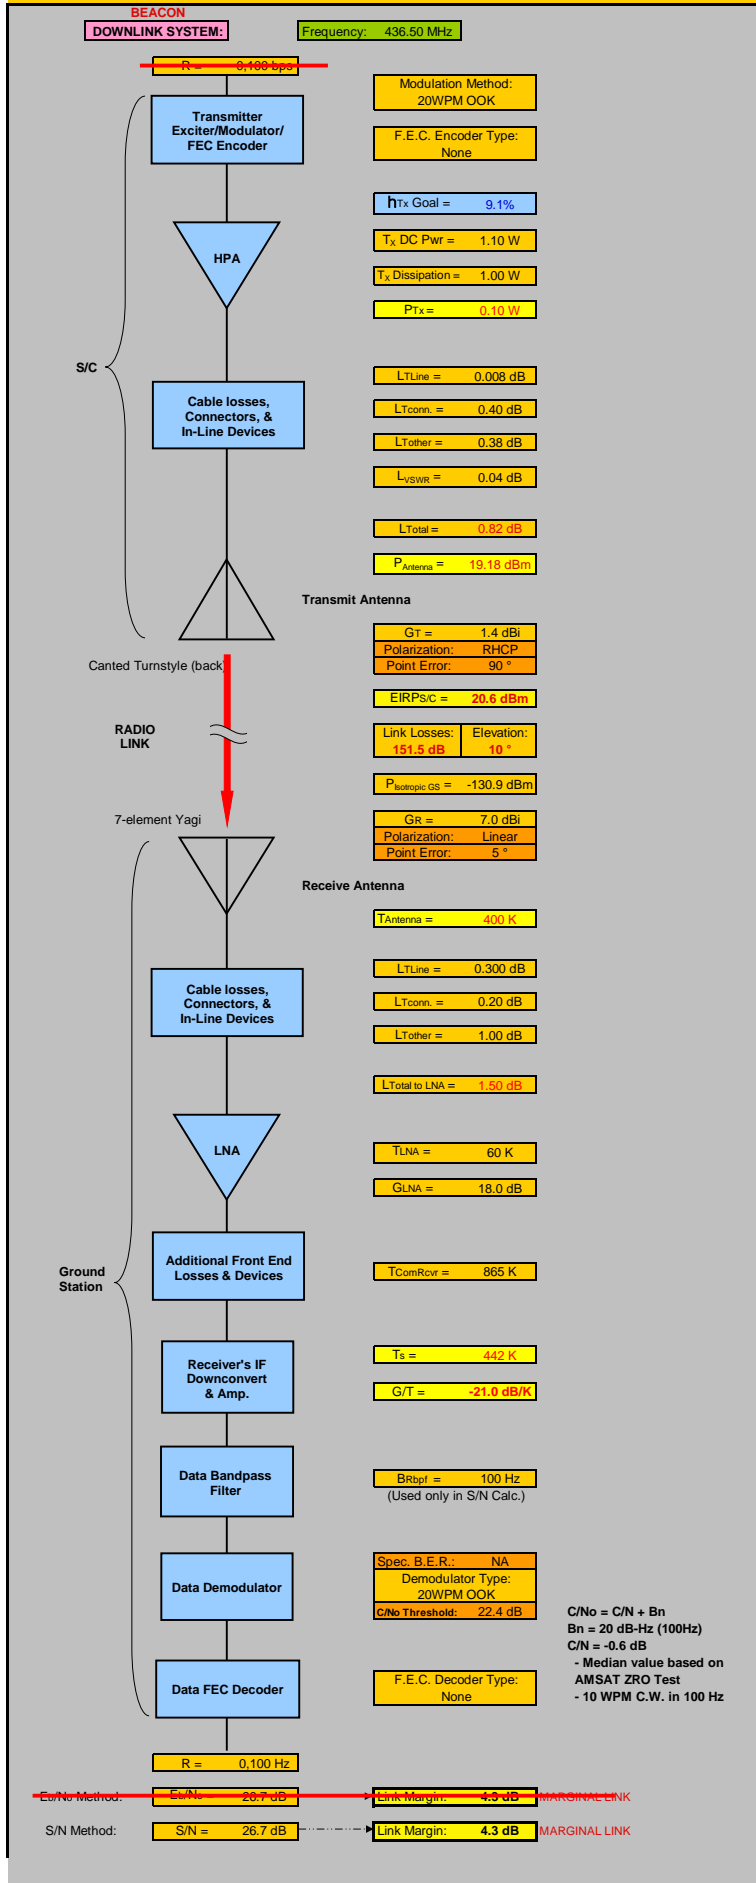 BEACON
DOWNLINK SYSTEM:
Frequency: 436.50 MHz
R = 0,100 bps
Modulation Method:
20WPM OOK
Transmitter
Exciter/Modulator/
FEC Encoder
F.E.C. Encoder Type:
None
hTx Goal = 9.1%
TX DC Pwr = 1.10 W
HPA
TX Dissipation = 1.00 W
PTx = 0.10 W
S/C
LTLine = 0.008 dB
Cable losses,
Connectors, &
In-Line Devices
LTconn. = 0.40 dB
LTother = 0.38 dB
LVSWR = 0.04 dB
LTotal = 0.82 dB
PAntenna = 19.18 dBm
Transmit Antenna
GT = 1.4 dBi
Polarization: RHCP
Point Error: 90 °
Canted Turnstyle (back)
EIRPS/C = 20.6 dBm
RADIO
LINK
Link Losses: Elevation:
151.5 dB 10 °
PIsotropic GS = -130.9 dBm
7-element Yagi
GR = 7.0 dBi
Polarization: Linear
Point Error: 5 °
Receive Antenna
TAntenna = 400 K
LTLine = 0.300 dB
Cable losses,
Connectors, &
In-Line Devices
LTconn. = 0.20 dB
LTother = 1.00 dB
LTotal to LNA = 1.50 dB
LNA
TLNA = 60 K
GLNA = 18.0 dB
Ground
Station
Additional Front End
Losses & Devices
TComRcvr = 865 K
Receiver's IF
Downconvert
& Amp.
Ts = 442 K
G/T = -21.0 dB/K
Data Bandpass
Filter
BRbpf = 100 Hz
(Used only in S/N Calc.)
Data Demodulator
Spec. B.E.R.: NA
Demodulator Type:
20WPM OOK
C/No Threshold: 22.4 dB
C/No = C/N + Bn
Bn = 20 dB-Hz (100Hz)
C/N = -0.6 dB
- Median value based on
AMSAT ZRO Test
- 10 WPM C.W. in 100 Hz
Data FEC Decoder
F.E.C. Decoder Type:
None
R = 0,100 Hz
Eb/No Method: Eb/No = 26.7 dB Link Margin: 4.3 dB MARGINAL LINK
S/N Method: S/N = 26.7 dB Link Margin: 4.3 dB MARGINAL LINK